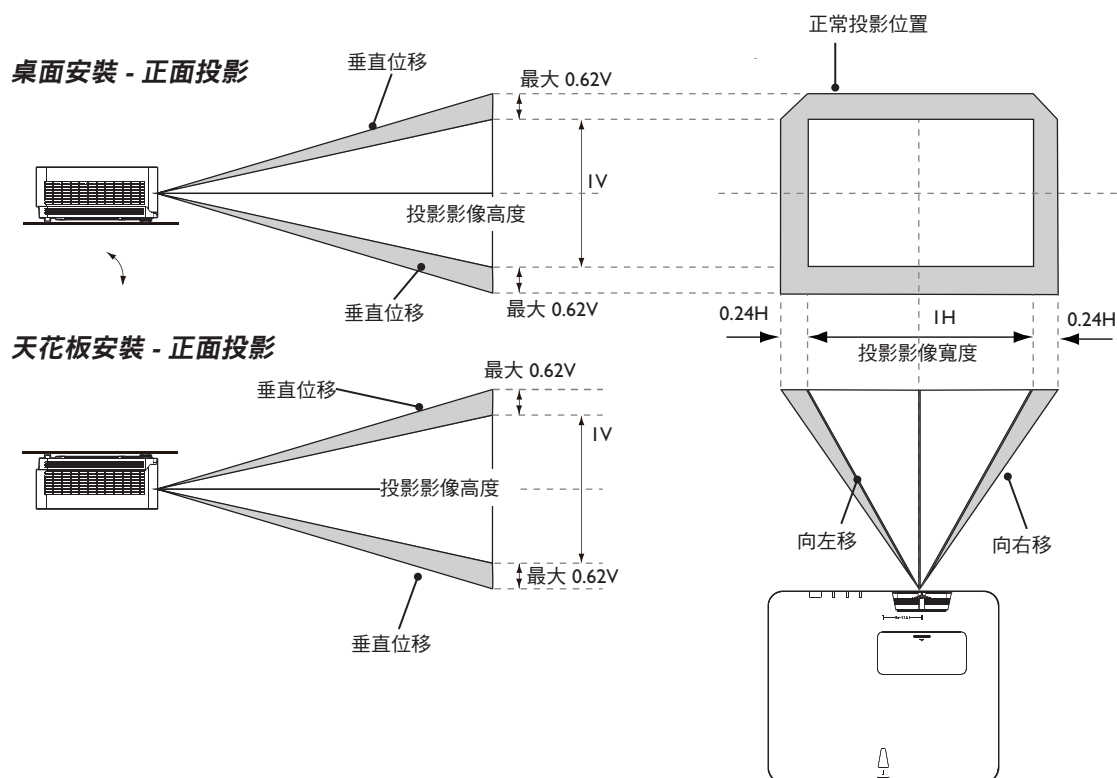 正常投影位置
桌面安裝 - 正面投影
垂直位移
最大 0.62V
1V
投影影像高度
垂直位移
最大 0.62V
0.24H
1H
0.24H
投影影像寬度
天花板安裝 - 正面投影
最大 0.62V
垂直位移
1V
投影影像高度
向左移
向右移
最大 0.62V
垂直位移